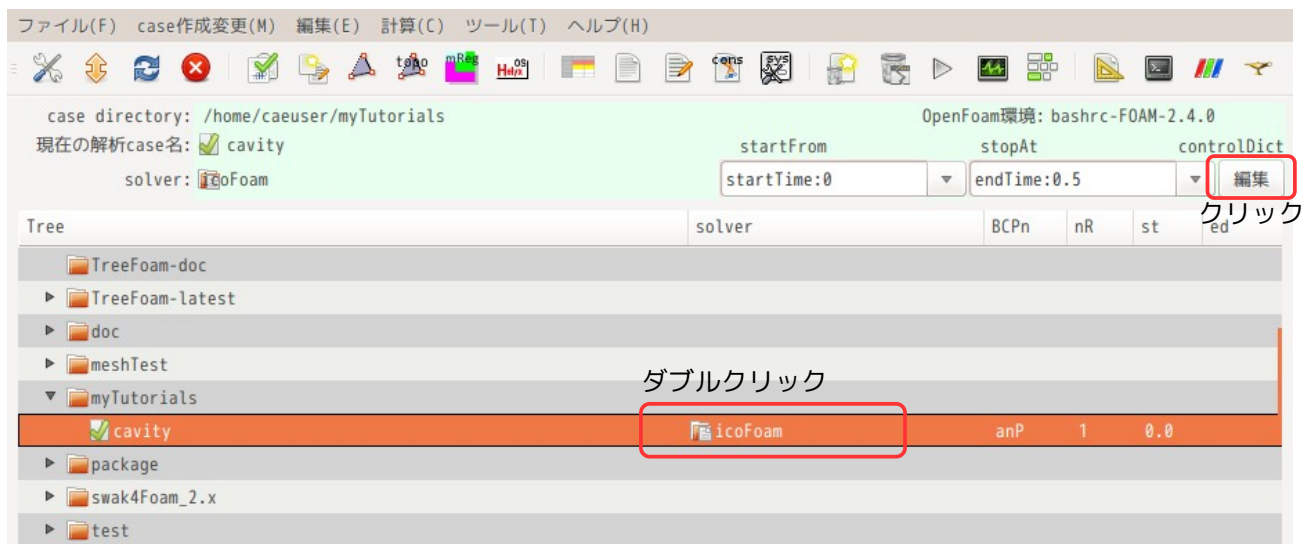 ファイル(F) case作成変更(M) 編集(E) 計算(C) ツール(T) ヘルプ(H)
topo mReg Helyx OS cons sys
case directory: /home/caeuser/myTutorials OpenFoam環境: bashrc-FOAM-2.4.0
現在の解析case名: cavity startFrom stopAt controlDict
solver: icoFoam startTime:0 endTime:0.5 編集
クリック
Tree solver BCPn nR st ed
TreeFoam-doc
TreeFoam-latest
doc
meshTest
ダブルクリック
myTutorials
cavity icoFoam anP 1 0.0
package
swak4Foam_2.x
test